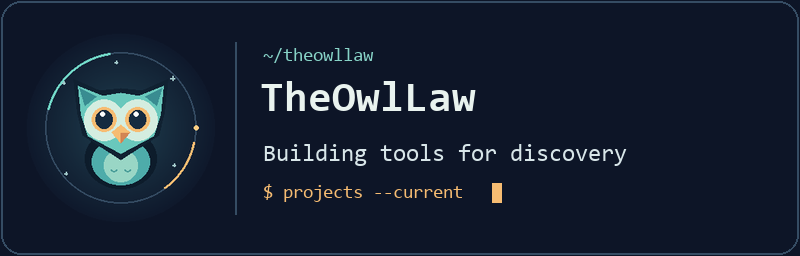 ~/theowllaw
TheOwlLaw
Building tools for discovery
$ projects --current